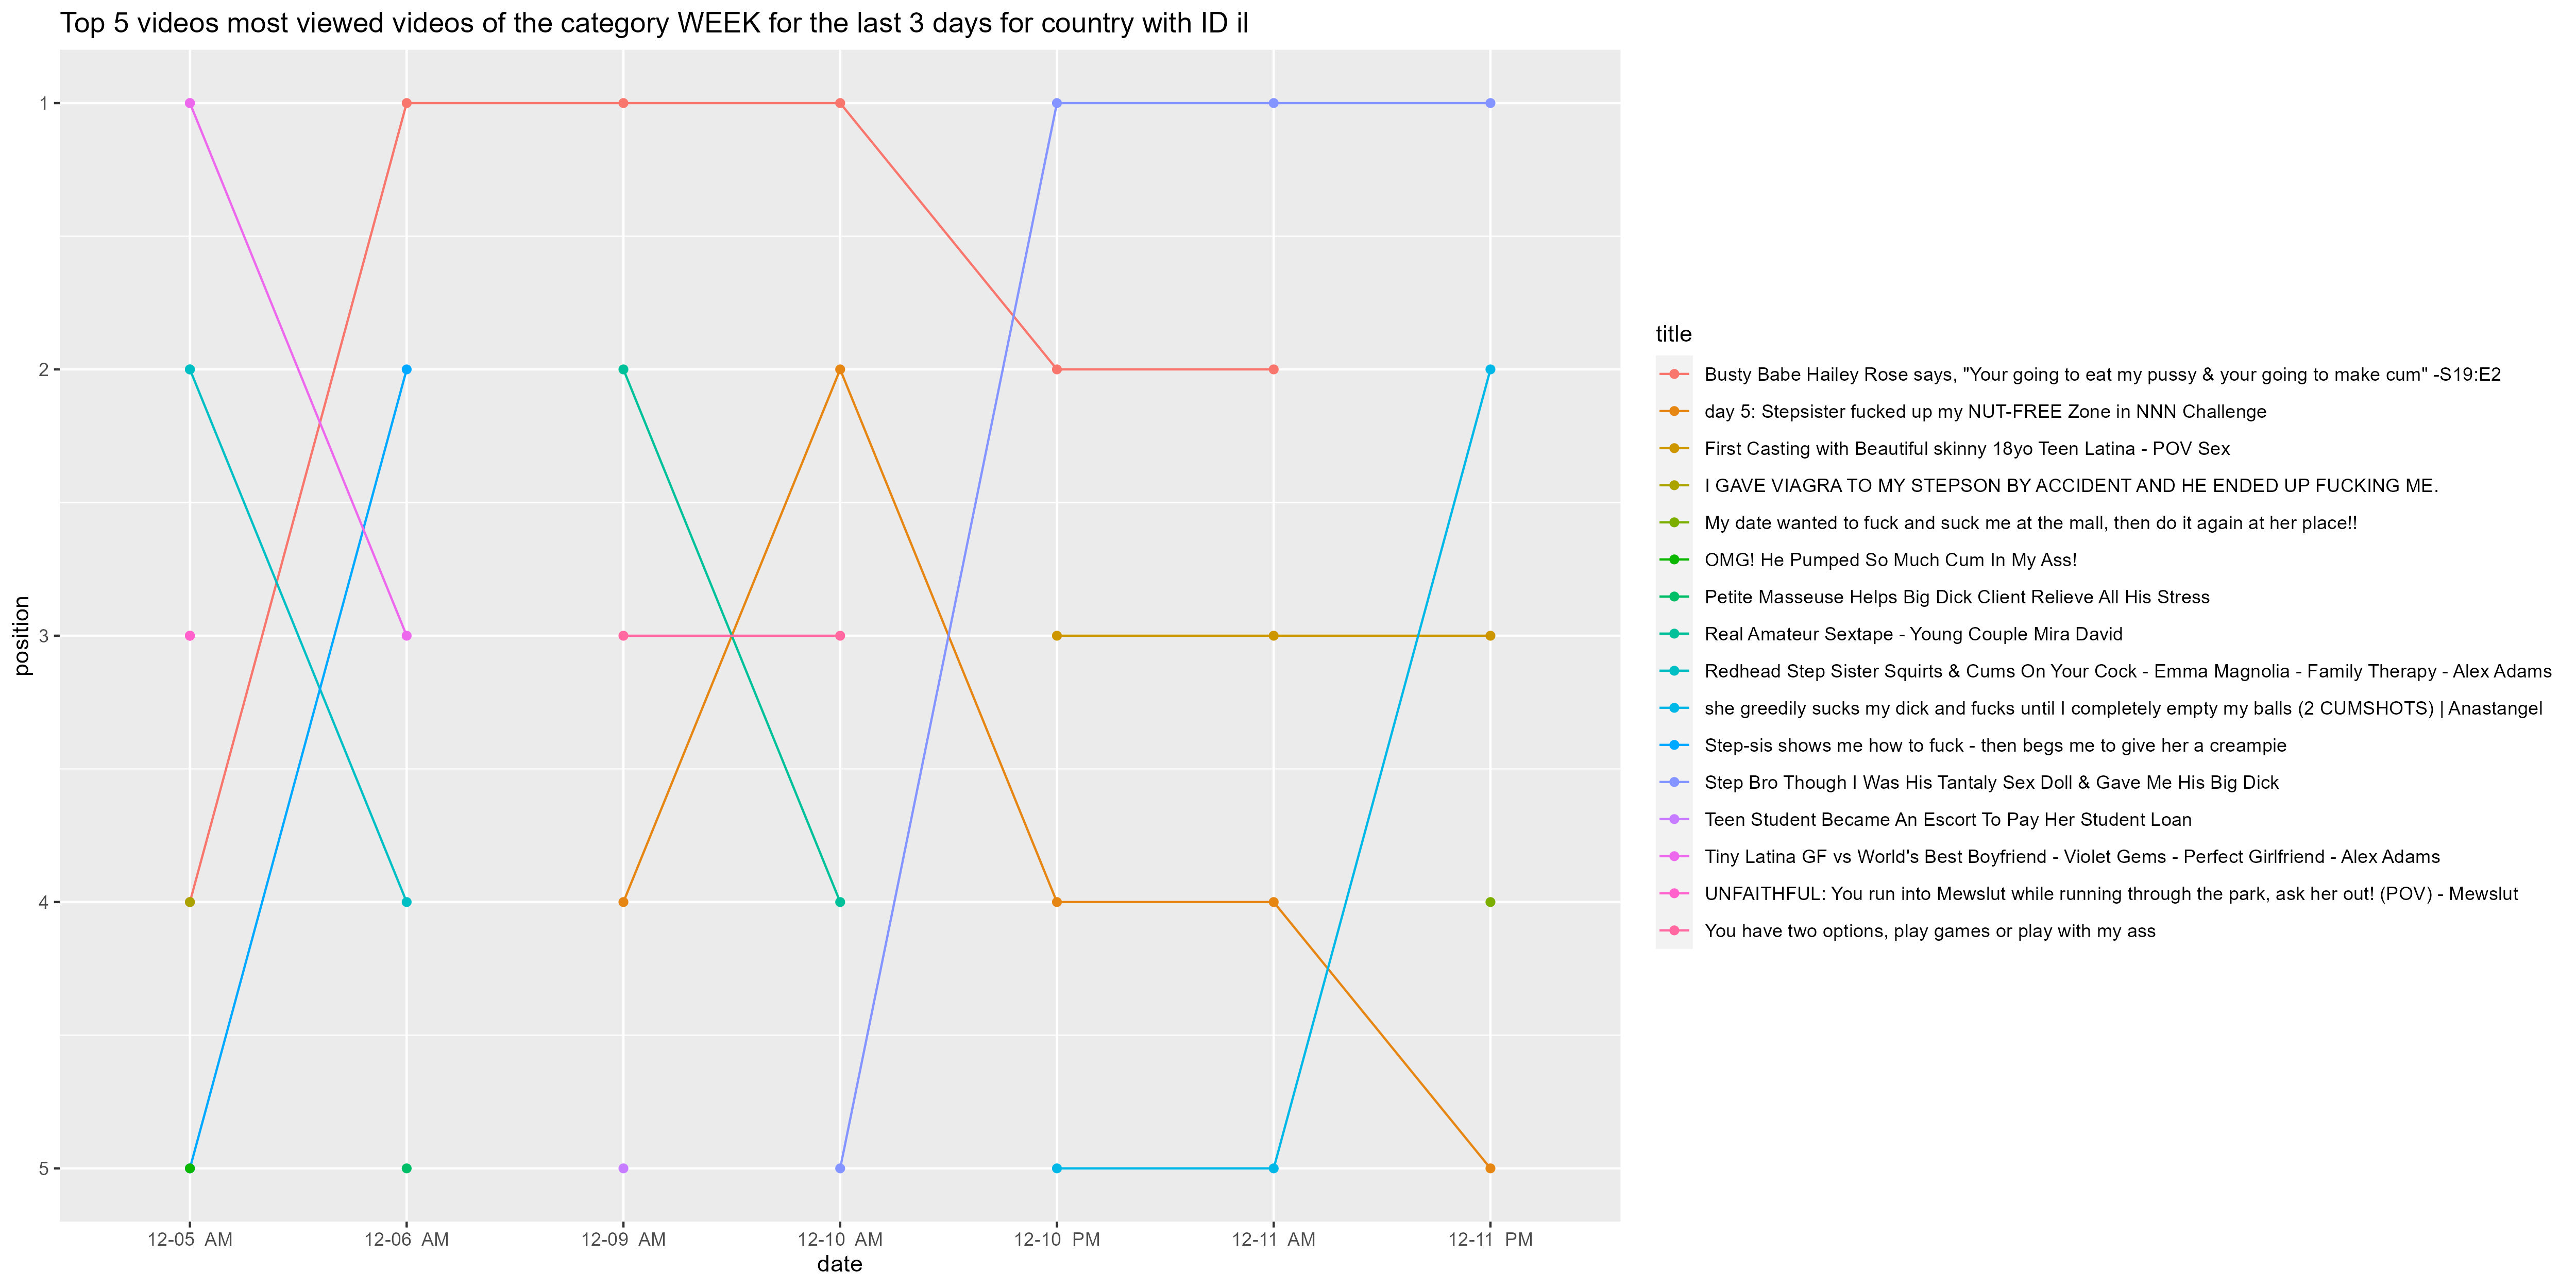 Top 5 videos most viewed videos of the category WEEK for the last 3 days for country with ID il
1
2
3
4
5
position
12-05 AM
12-06 AM
12-09 AM
12-10 AM
12-10 PM
12-11 AM
12-11 PM
date
title
Busty Babe Hailey Rose says, "Your going to eat my pussy & your going to make cum" -S19:E2
day 5: Stepsister fucked up my NUT-FREE Zone in NNN Challenge
First Casting with Beautiful skinny 18yo Teen Latina - POV Sex
I GAVE VIAGRA TO MY STEPSON BY ACCIDENT AND HE ENDED UP FUCKING ME.
My date wanted to fuck and suck me at the mall, then do it again at her place!!
OMG! He Pumped So Much Cum In My Ass!
Petite Masseuse Helps Big Dick Client Relieve All His Stress
Real Amateur Sextape - Young Couple Mira David
Redhead Step Sister Squirts & Cums On Your Cock - Emma Magnolia - Family Therapy - Alex Adams
she greedily sucks my dick and fucks until I completely empty my balls (2 CUMSHOTS) | Anastangel
Step-sis shows me how to fuck - then begs me to give her a creampie
Step Bro Though I Was His Tantaly Sex Doll & Gave Me His Big Dick
Teen Student Became An Escort To Pay Her Student Loan
Tiny Latina GF vs World's Best Boyfriend - Violet Gems - Perfect Girlfriend - Alex Adams
UNFAITHFUL: You run into Mewslut while running through the park, ask her out! (POV) - Mewslut
You have two options, play games or play with my ass